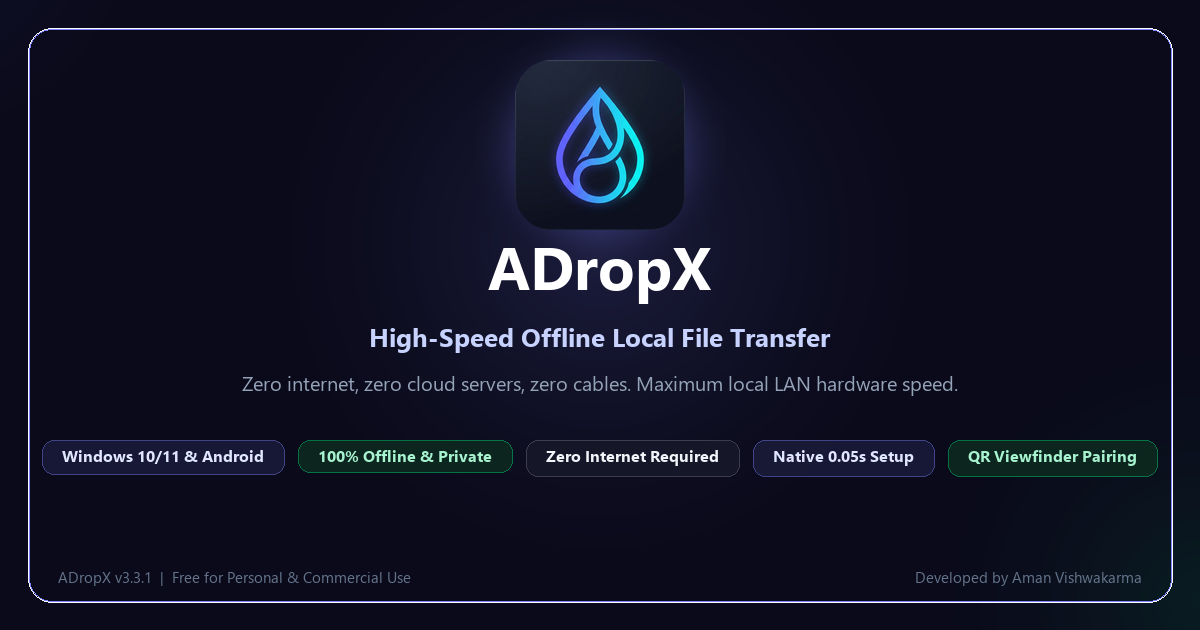 ADropX
High-Speed Offline Local File Transfer
Zero internet, zero cloud servers, zero cables. Maximum local LAN hardware speed.
Windows 10/11 & Android
100% Offline & Private
Zero Internet Required
Native 0.05s Setup
QR Viewfinder Pairing
ADropX v3.3.1 | Free for Personal & Commercial Use
Developed by Aman Vishwakarma